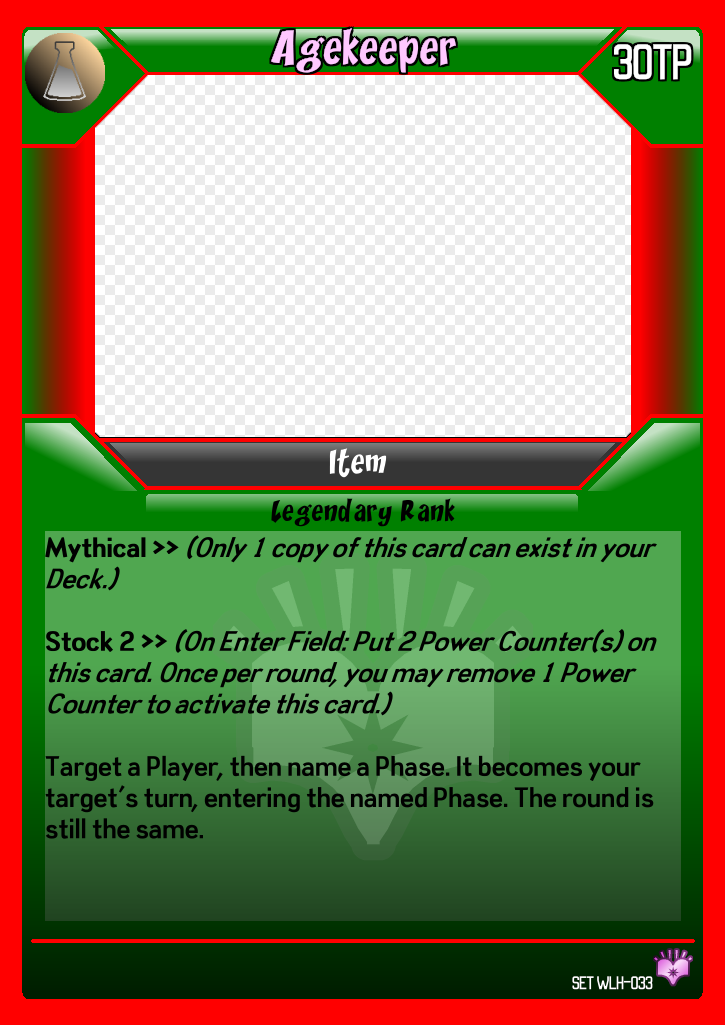 Agekeeper
30TP
Item
Legendary Rank
Mythical >> (Only 1 copy of this card can exist in your
Deck.)
Stock 2 >> (On Enter Field: Put 2 Power Counter(s) on
this card. Once per round, you may remove 1 Power
Counter to activate this card.)
Target a Player, then name a Phase. It becomes your
target's turn, entering the named Phase. The round is
still the same.
SET WLH-033